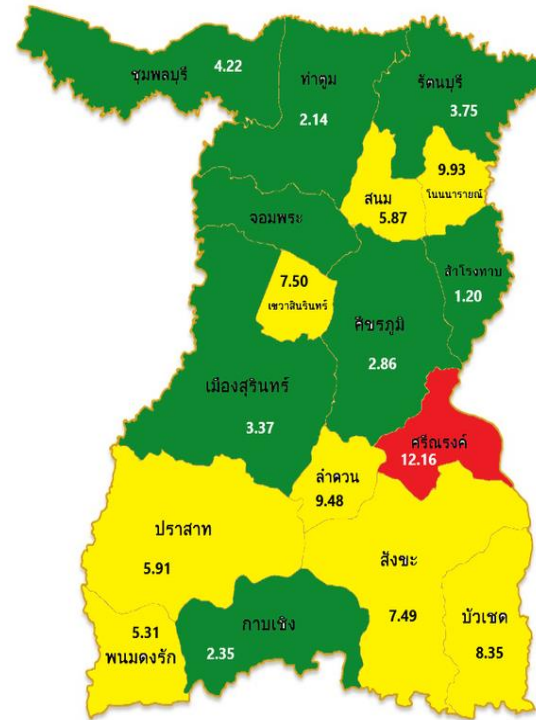 ชุมพลบุรี
4.22
ท่าตูม
2.14
รัตนบุรี
3.75
สนม
5.87
9.93
โนนนารายณ์
จอมพระ
7.50
เขวาสินรินทร์
สำโรงทาบ
1.20
ศีขรภูมิ
2.86
เมืองสุรินทร์
3.37
ศรีณรงค์
12.16
ลำดวน
9.48
ปราสาท
5.91
สังขะ
7.49
บัวเชด
8.35
5.31
พนมดงรัก
กาบเชิง
2.35